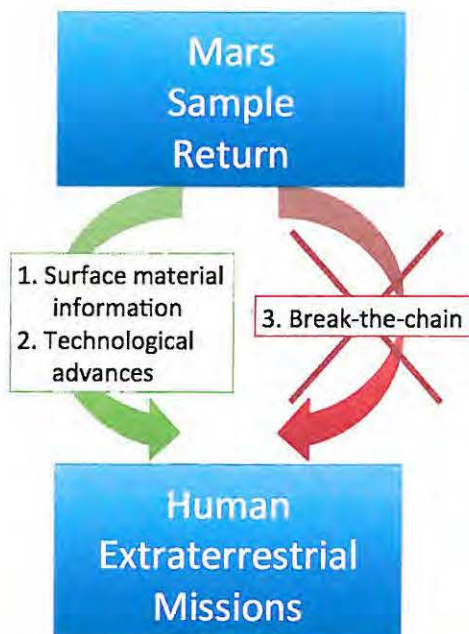 Mars
Sample
Return
1. Surface material
information
2. Technological
advances
3. Break-the-chain
Human
Extraterrestrial
Missions